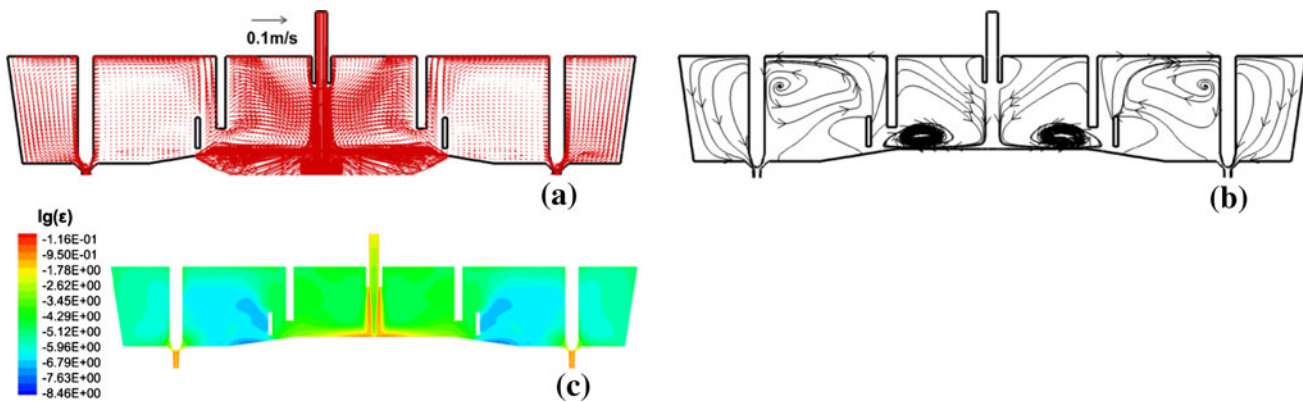 0.1m/s
(a)
(b)
lg(ε)
-1.16E-01
-9.50E-01
-1.78E+00
-2.62E+00
-3.45E+00
-4.29E+00
-5.12E+00
-5.96E+00
-6.79E+00
-7.63E+00
-8.46E+00
(c)